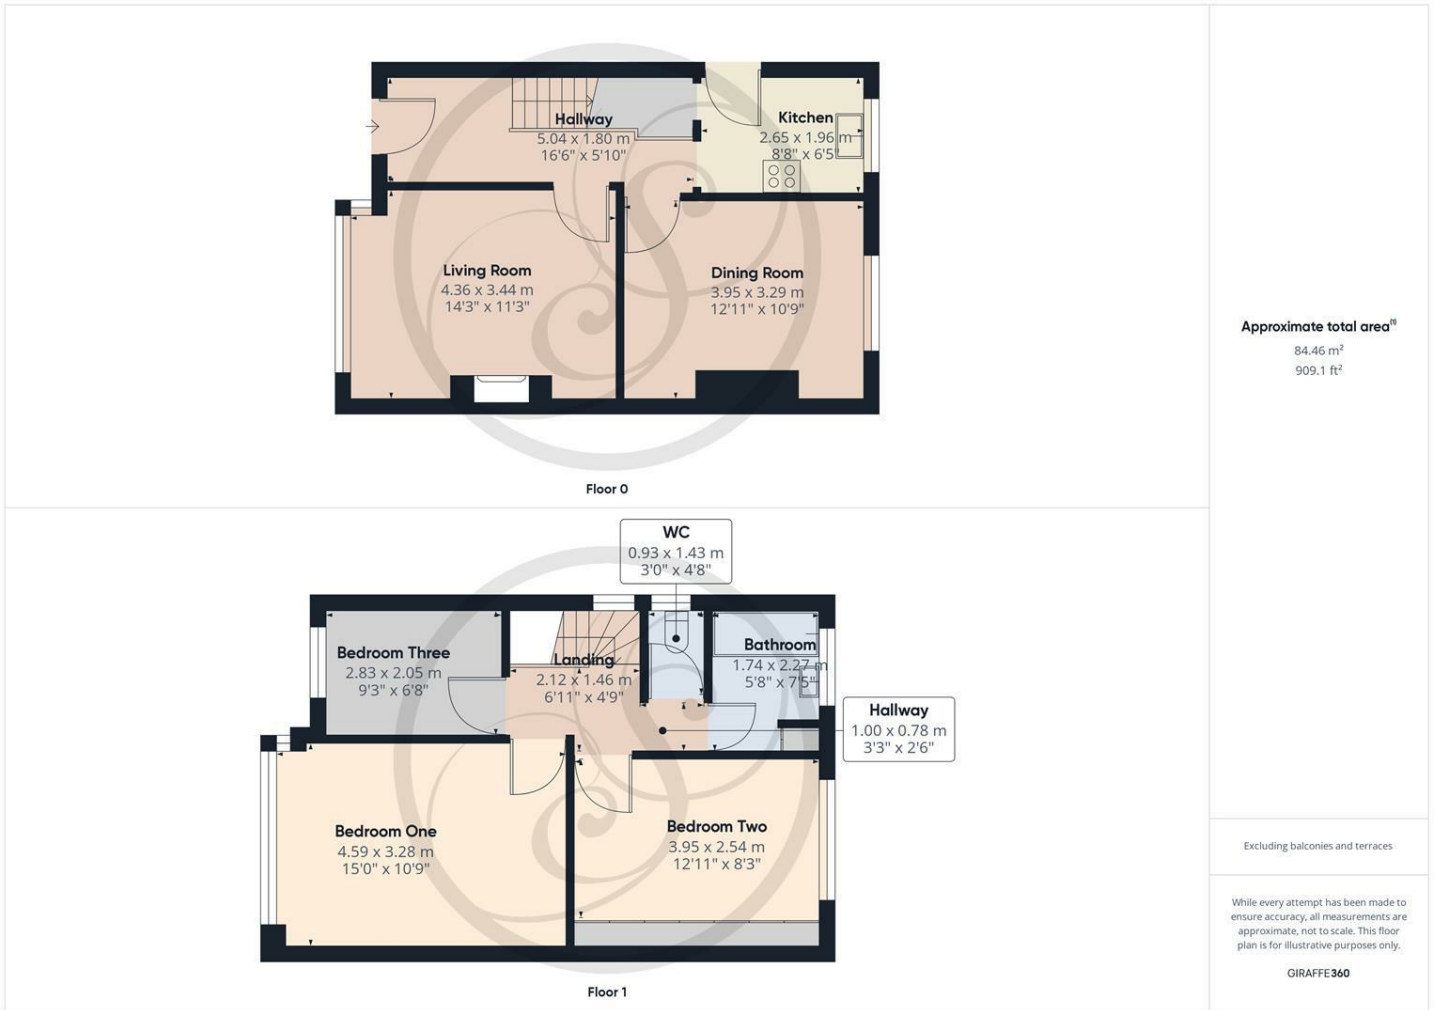 Hallway
5.04 x 1.80 m
16'6" x 5'10"
Kitchen
2.65 x 1.96 m
8'8" x 6'5"
Living Room
4.36 x 3.44 m
14'3" x 11'3"
Dining Room
3.95 x 3.29 m
12'11" x 10'9"
Floor 0
WC
0.93 x 1.43 m
3'0" x 4'8"
Bedroom Three
2.83 x 2.05 m
9'3" x 6'8"
Landing
2.12 x 1.46 m
6'11" x 4'9"
Bathroom
1.74 x 2.27 m
5'8" x 7'5"
Hallway
1.00 x 0.78 m
3'3" x 2'6"
Bedroom One
4.59 x 3.28 m
15'0" x 10'9"
Bedroom Two
3.95 x 2.54 m
12'11" x 8'3"
Floor 1
Approximate total area(1)
84.46 m²
909.1 ft²
Excluding balconies and terraces
While every attempt has been made to
ensure accuracy, all measurements are
approximate, not to scale. This floor
plan is for illustrative purposes only.
GIRAFFE360